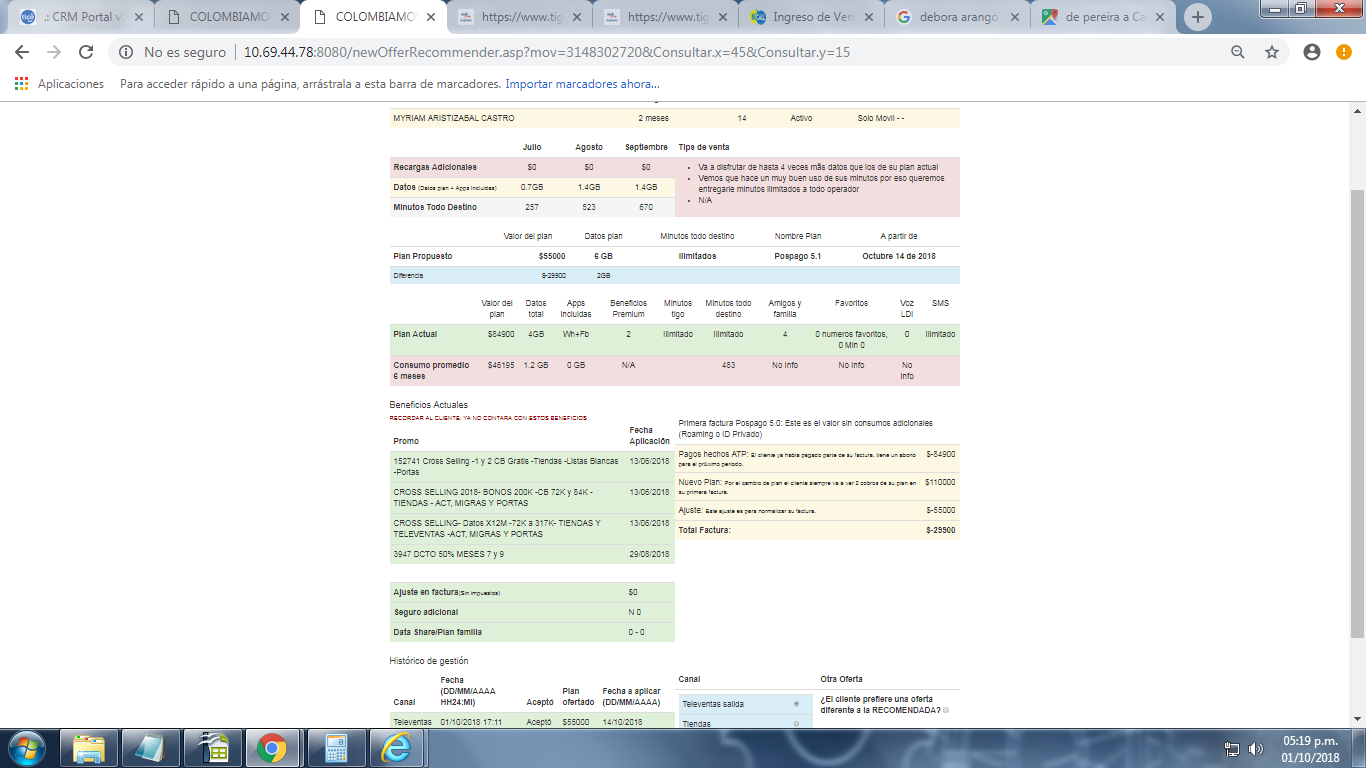 .: CRM Portal v.
COLOMBIAMO
COLOMBIAMO
https://www.tig
https://www.tig
Ingreso de Ven
debora arango
de pereira a Ca
No es seguro
10.69.44.78:8080/newOfferRecommender.asp?mov=3148302720&Consultar.x=45&Consultar.y=15
Aplicaciones
Para acceder rápido a una página, arrástrala a esta barra de marcadores.
Importar marcadores ahora...
MYRIAM ARISTIZABAL CASTRO 2 meses 14 Activo Solo Movil - -
Julio Agosto Septiembre
Recargas Adicionales $0 $0 $0
Datos (Datos plan + Apps incluidas) 0.7GB 1.4GB 1.4GB
Minutos Todo Destino 257 523 670
Tips de venta
Va a disfrutar de hasta 4 veces mãs datos que los de su plan actual
Vemos que hace un muy buen uso de sus minutos por eso queremos
entregarle minutos ilimitados a todo operador
N/A
Valor del plan Datos plan Minutos todo destino Nombre Plan A partir de
Plan Propuesto $55000 6 GB Ilimitados Pospago 5.1 Octubre 14 de 2018
Diferencia $-29900 2GB
Valor del Datos Apps Beneficios Minutos Minutos todo Amigos y Favoritos Voz SMS
plan total incluidas Premium tigo destino familia LDI
Plan Actual $84900 4GB Wh+Fb 2 Ilimitado Ilimitado 4 0 numeros favoritos, 0 Ilimitado
0 Min 0
Consumo promedio $46195 1.2 GB 0 GB N/A 483 No info No info No
6 meses info
Beneficios Actuales
RECORDAR AL CLIENTE: YA NO CONTARA CON ESTOS BENEFICIOS
Fecha
Promo Aplicación
152741 Cross Selling -1 y 2 CB Gratis -Tiendas -Listas Blancas 13/06/2018
-Portas
CROSS SELLING 2018- BONOS 200K -CB 72K y 84K - 13/06/2018
TIENDAS - ACT, MIGRAS Y PORTAS
CROSS SELLING- Datos X12M -72K a 317K- TIENDAS Y 13/06/2018
TELEVENTAS -ACT, MIGRAS Y PORTAS
3947 DCTO 50% MESES 7 y 9 29/08/2018
Primera factura Pospago 5.0: Este es el valor sin consumos adicionales
(Roaming o ID Privado)
Pagos hechos ATP: El cliente ya había pagado parte de su factura, tiene un abono $-84900
para el próximo periodo.
Nuevo Plan: Por el cambio de plan el cliente siempre va a ver 2 cobros de su plan en $110000
su primera factura.
Ajuste: Este ajuste es para normalizar su factura. $-55000
Total Factura: $-29900
Ajuste en factura(Sin impuestos) $0
Seguro adicional N 0
Data Share/Plan familia 0 - 0
Histórico de gestión
Fecha
(DD/MM/AAAA Plan Fecha a aplicar
Canal HH24:MI) Aceptó ofertado (DD/MM/AAAA)
Televentas 01/10/2018 17:11 Aceptó $55000 14/10/2018
Canal Otra Oferta
Televentas salida
Tiendas
¿El cliente prefiere una oferta
diferente a la RECOMENDADA?
05:19 p.m.
01/10/2018